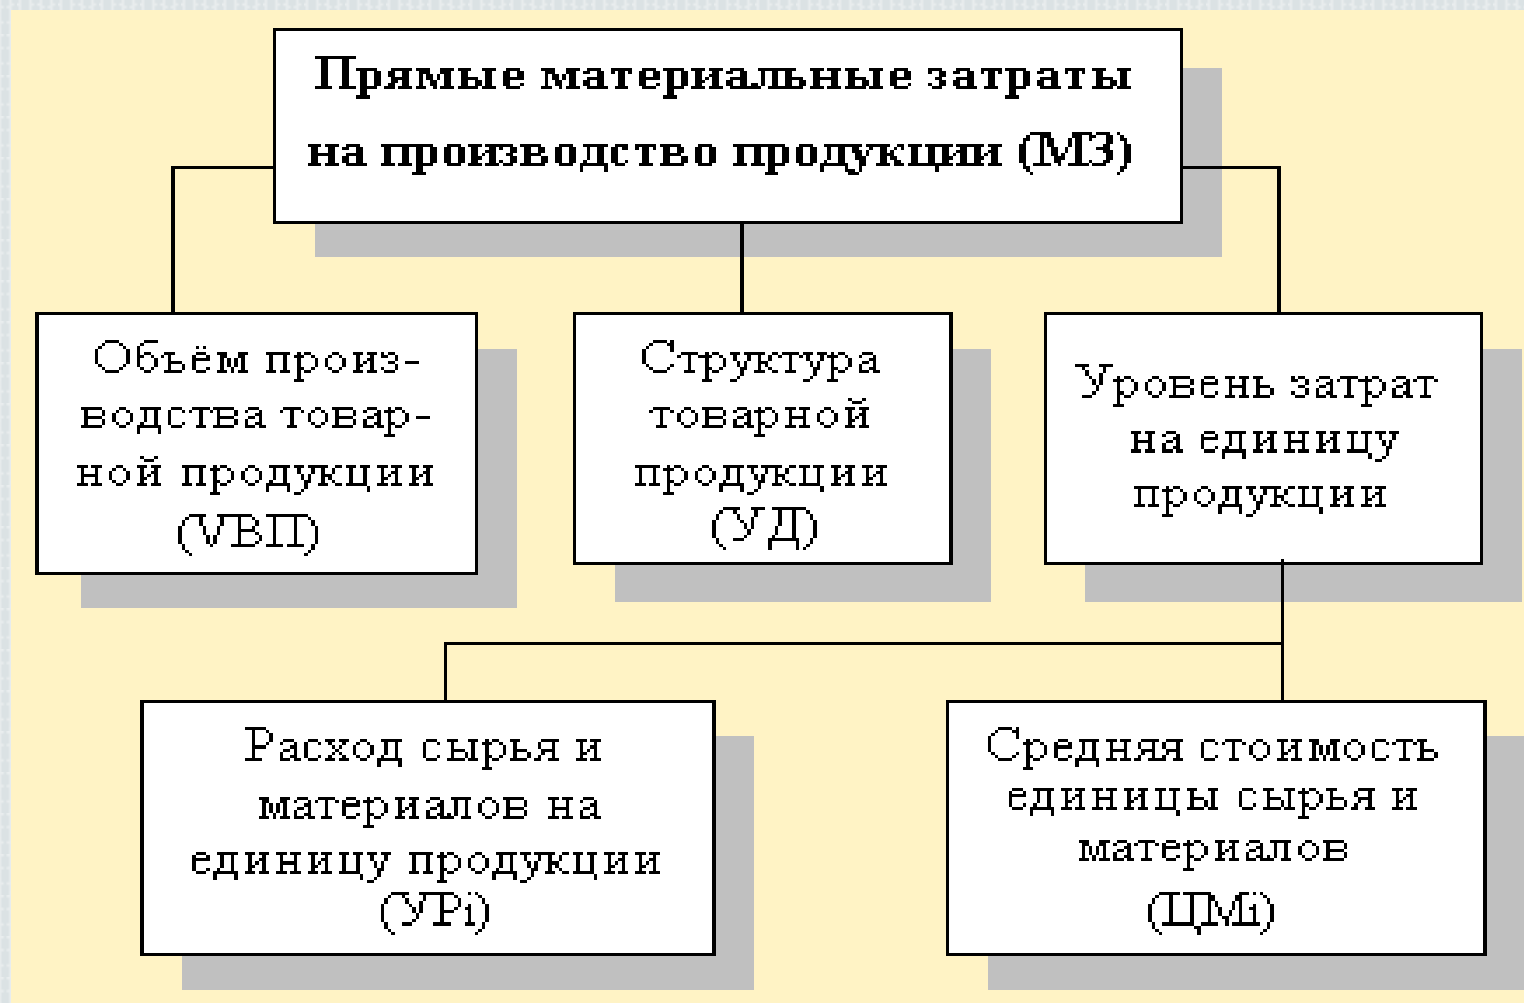 Прямые материальные затраты
на производство продукции (МЗ)
Объём произ-
водства товар-
ной продукции
(VВП)
Структура
товарной
продукции
(УД)
Уровень затрат
на единицу
продукции
Расход сырья и
материалов на
единицу продукции
(УРi)
Средняя стоимость
единицы сырья и
материалов
(ЦМi)